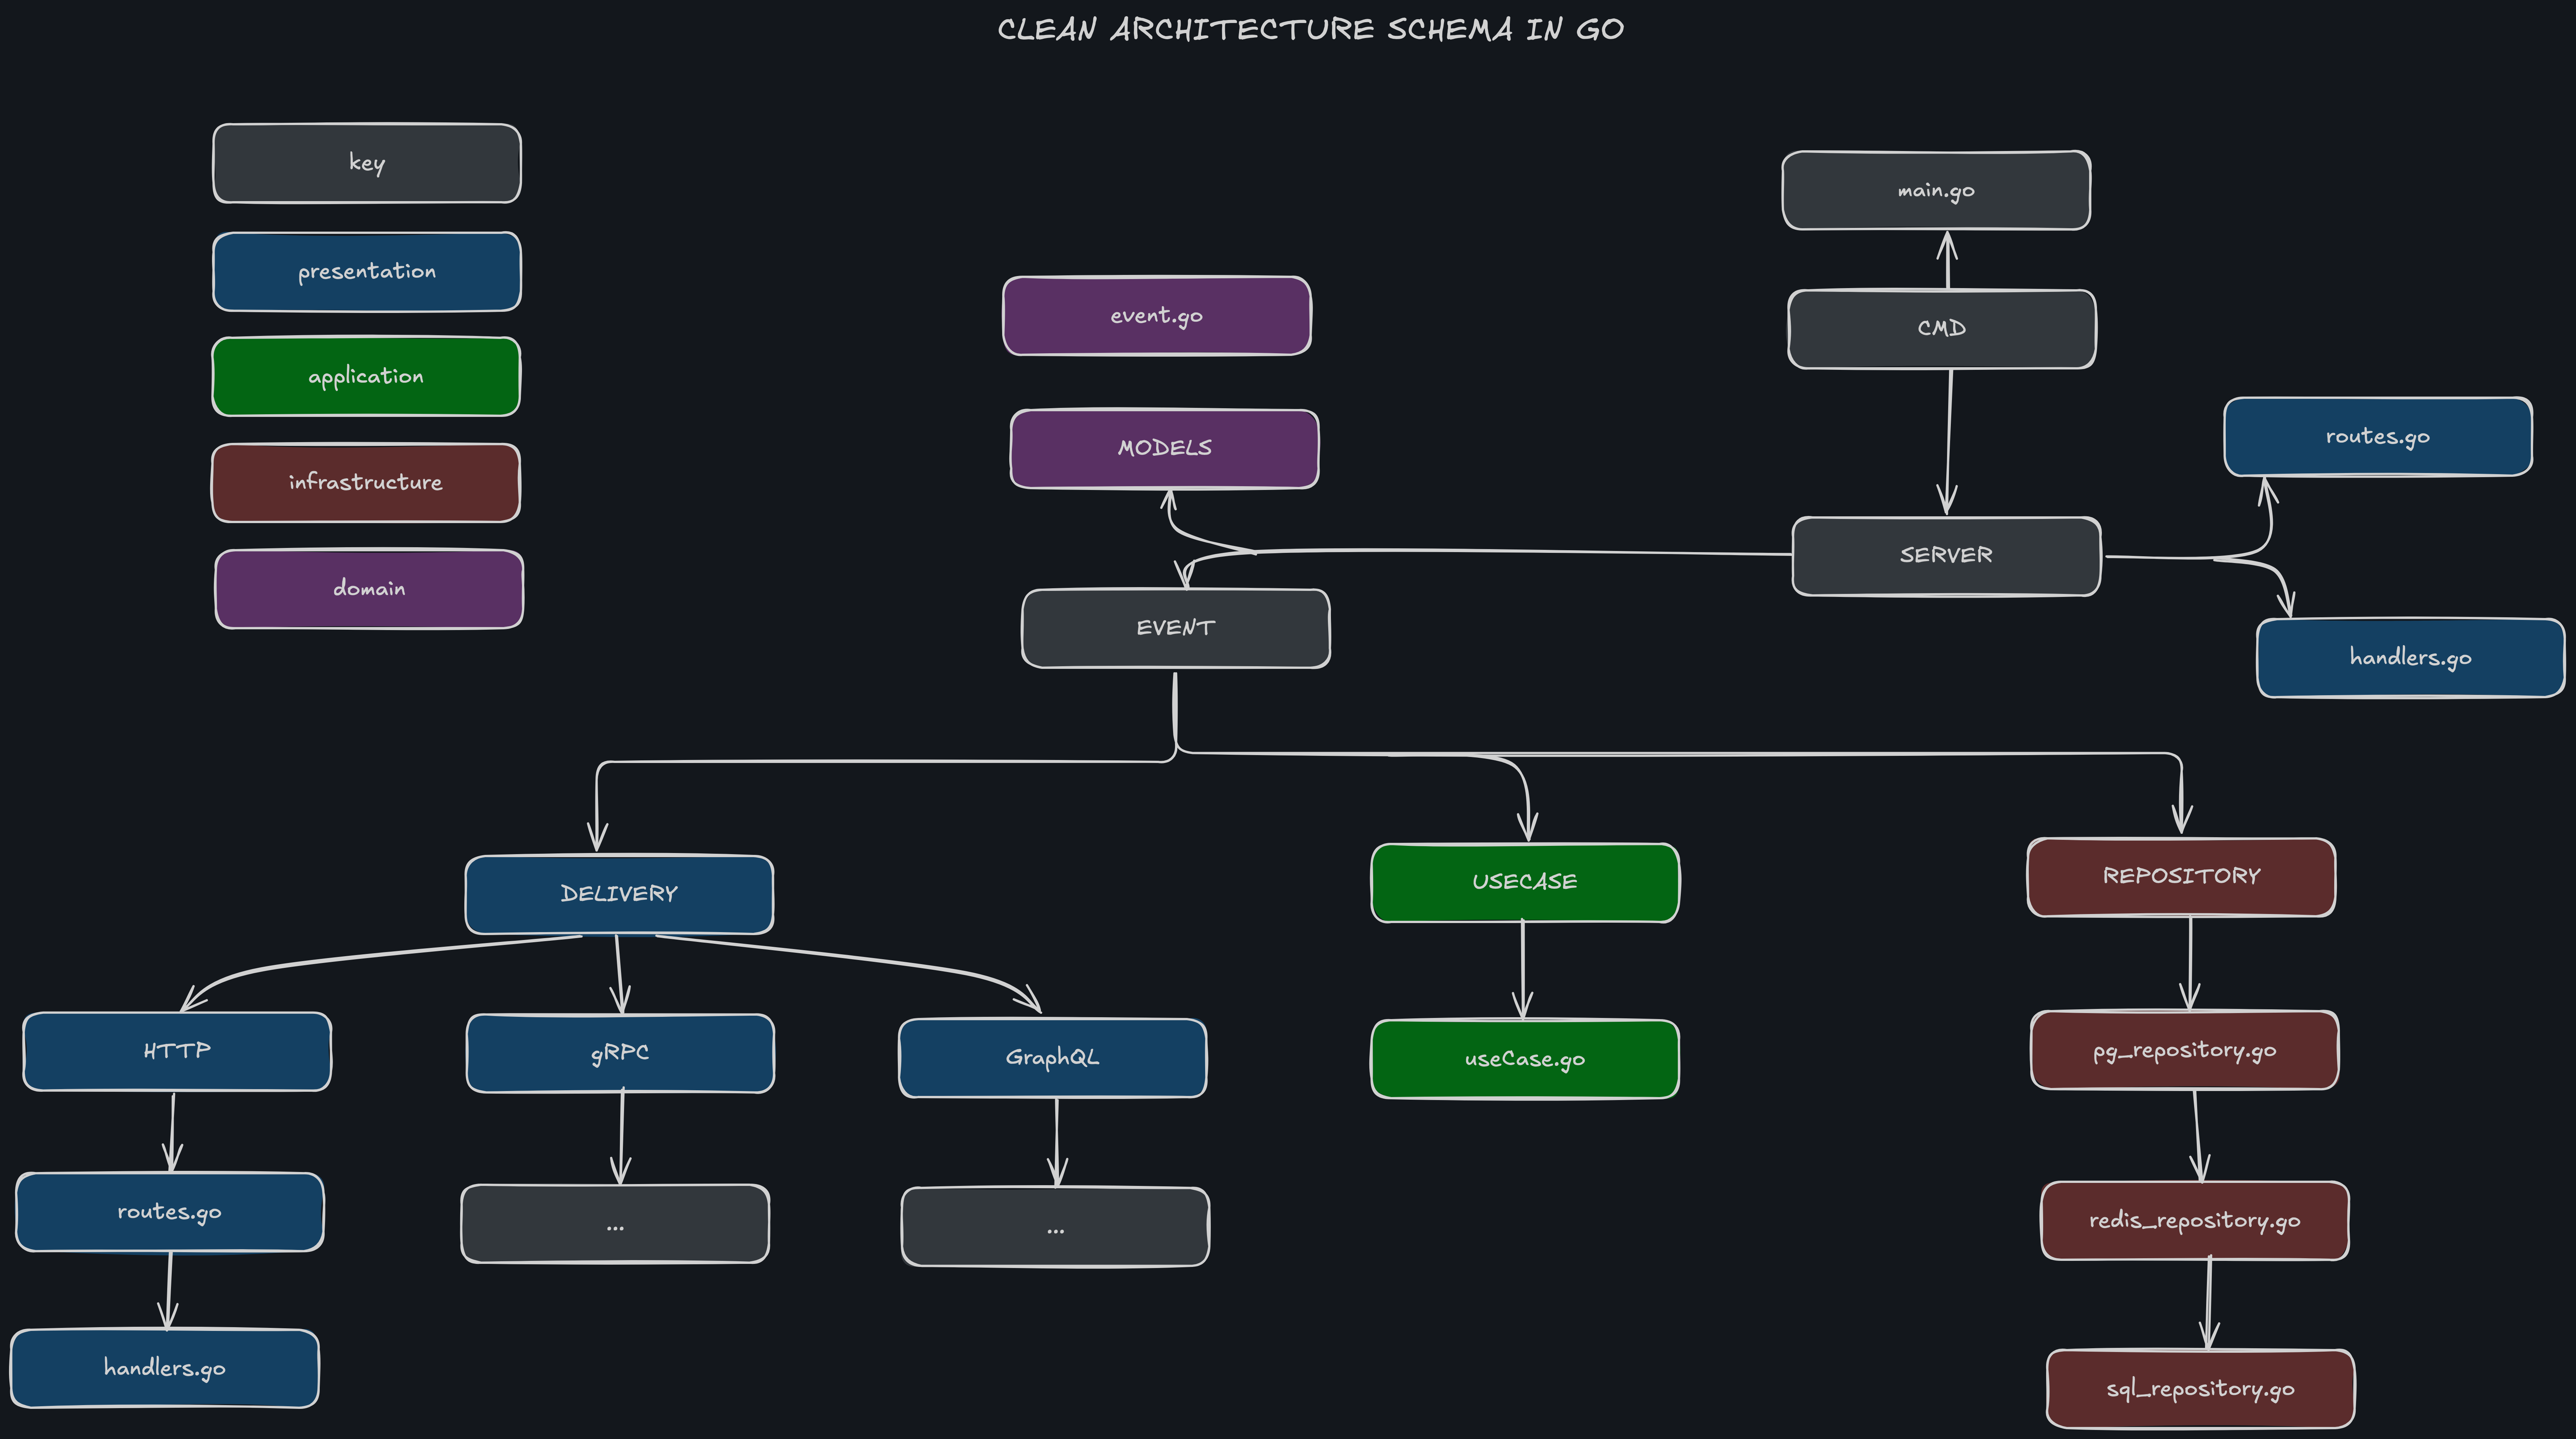 CLEAN ARCHITECTURE SCHEMA IN GO
key
presentation
application
infrastructure
domain
event.go
MODELS
EVENT
main.go
CMD
SERVER
routes.go
handlers.go
DELIVERY
USECASE
REPOSITORY
HTTP
gRPC
GraphQL
useCase.go
pg_repository.go
routes.go
...
...
redis_repository.go
handlers.go
sql_repository.go